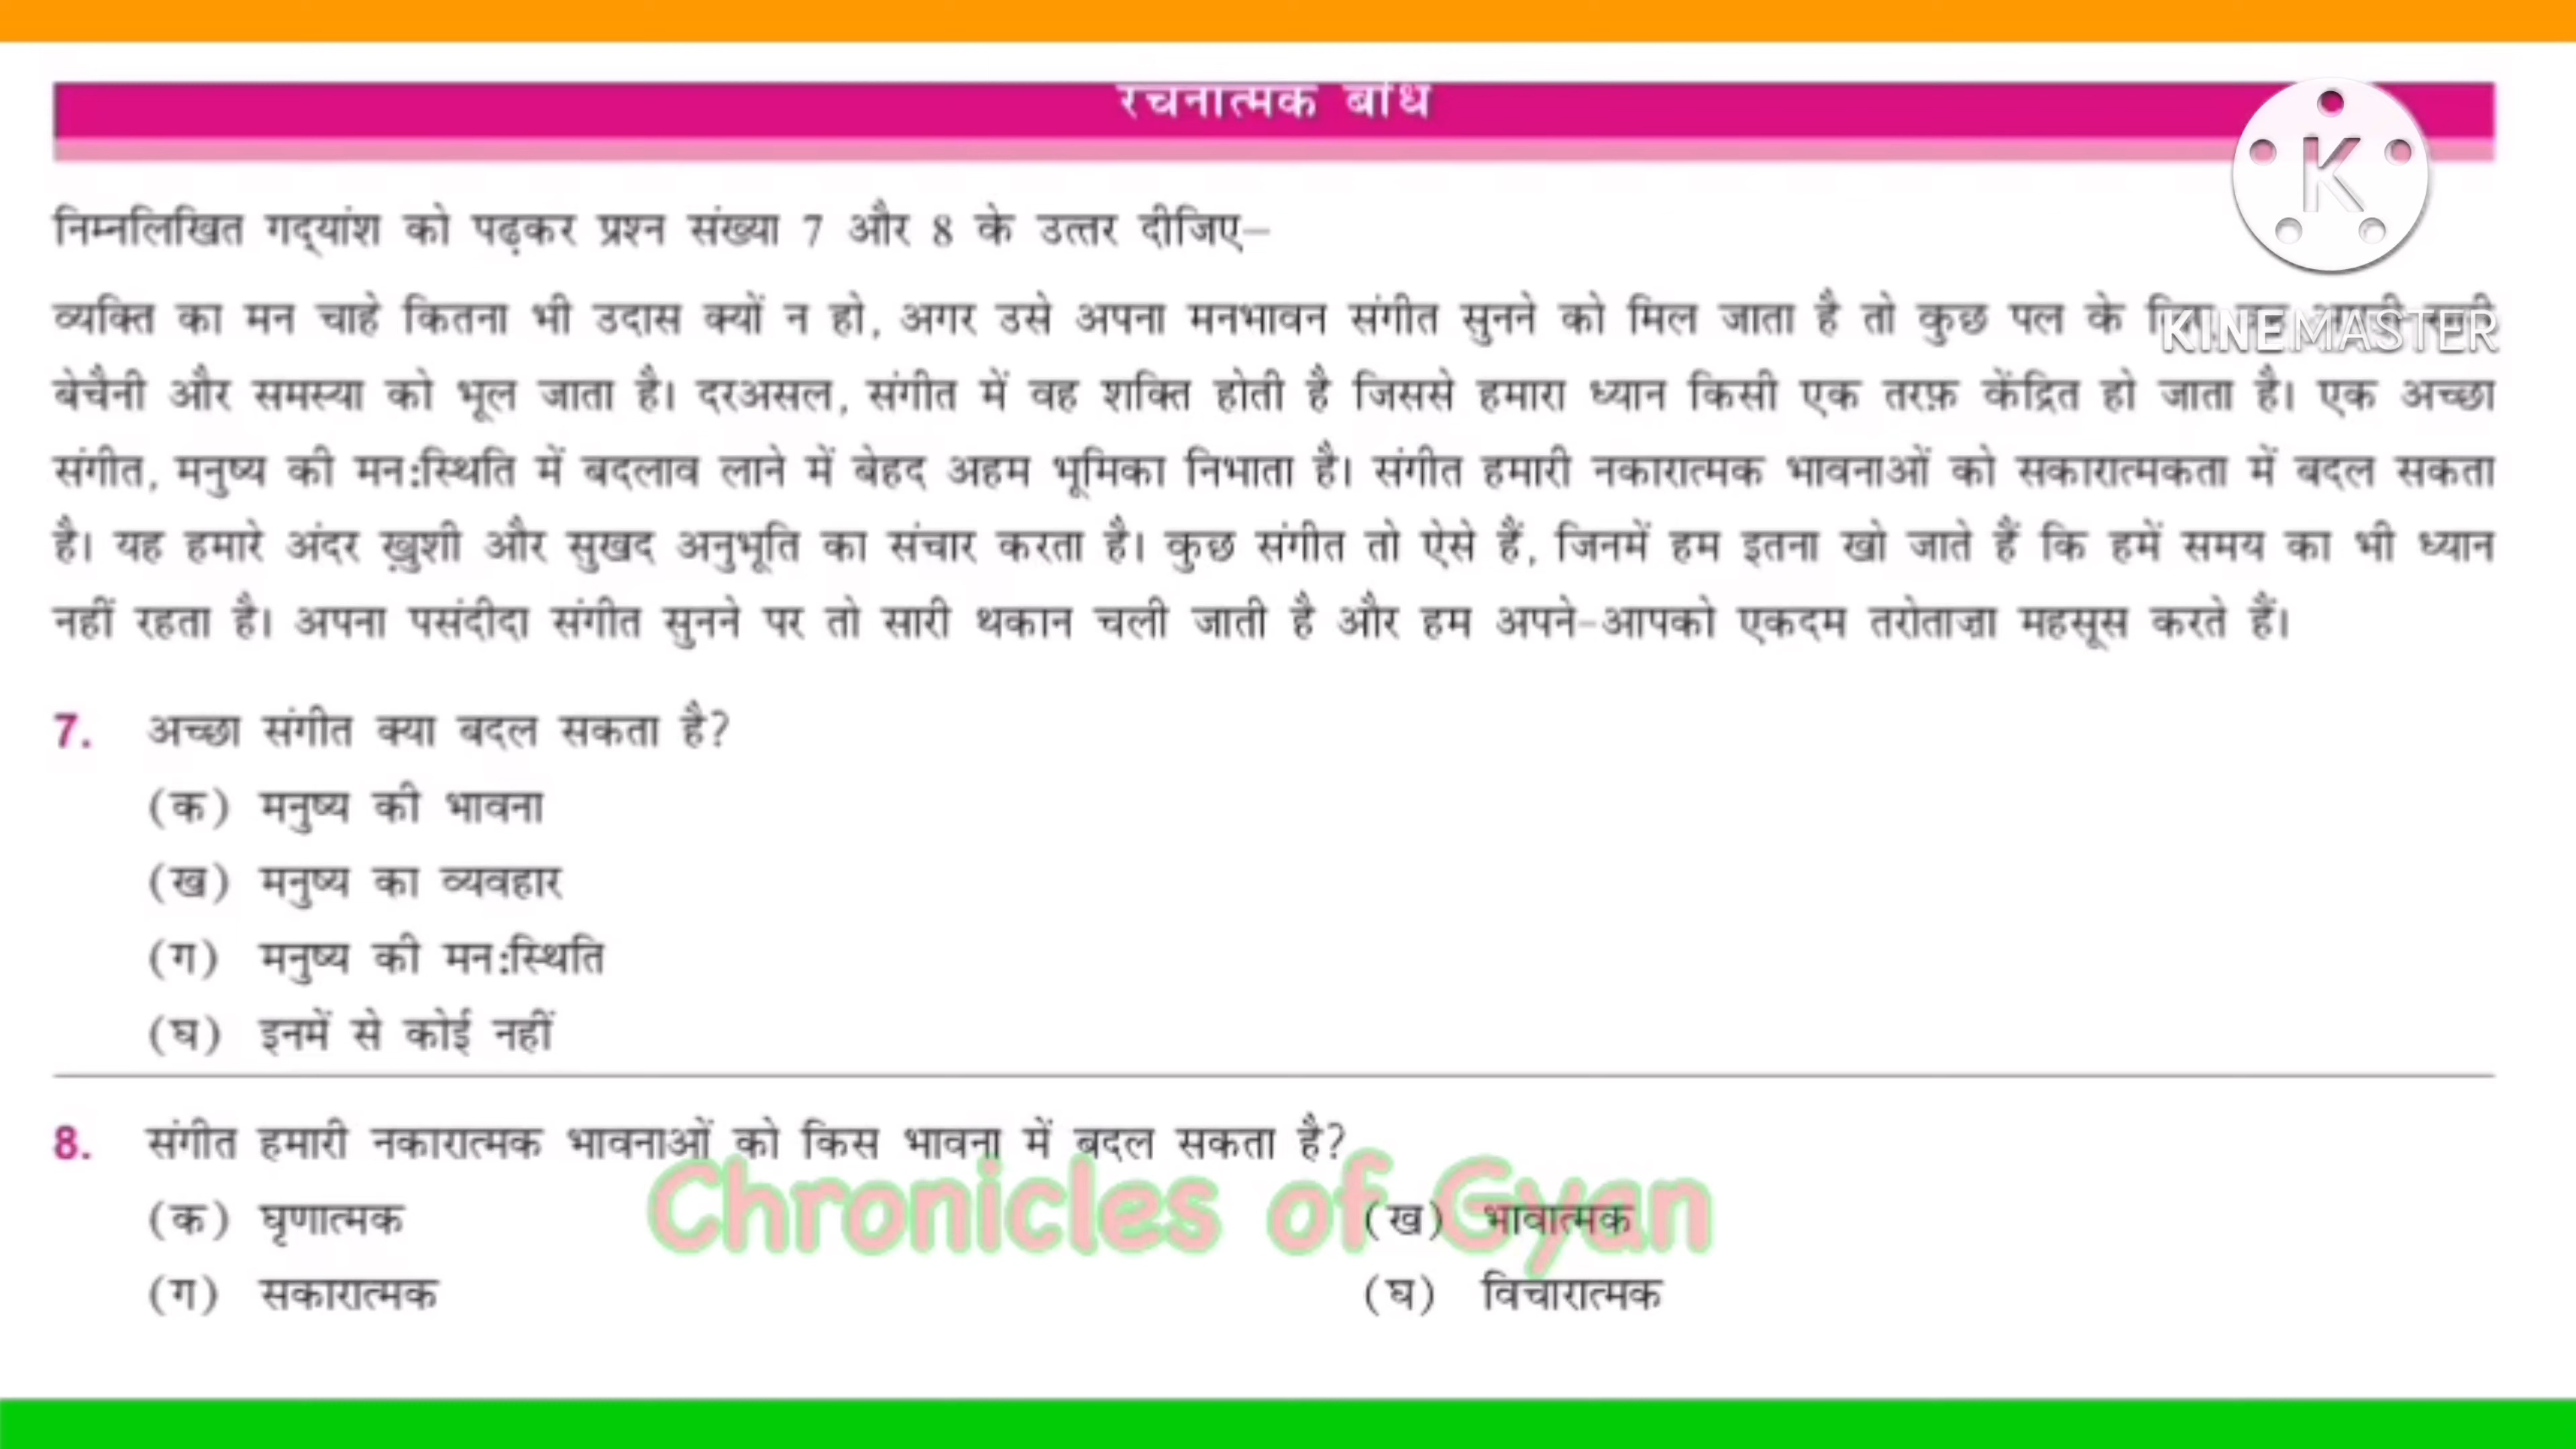 रचनात्मक बोध
K
निम्नलिखित गद्यांश को पढ़कर प्रश्न संख्या 7 और 8 के उत्तर दीजिए–
व्यक्ति का मन चाहे कितना भी उदास क्यों न हो, अगर उसे अपना मनभावन संगीत सुनने को मिल जाता है तो कुछ पल के
KINEMASTER
बेचैनी और समस्या को भूल जाता है। दरअसल, संगीत में वह शक्ति होती है जिससे हमारा ध्यान किसी एक तरफ़ केंद्रित हो जाता है। एक अच्छा
संगीत, मनुष्य की मन:स्थिति में बदलाव लाने में बेहद अहम भूमिका निभाता है। संगीत हमारी नकारात्मक भावनाओं को सकारात्मकता में बदल सकता
है। यह हमारे अंदर ख़ुशी और सुखद अनुभूति का संचार करता है। कुछ संगीत तो ऐसे हैं, जिनमें हम इतना खो जाते हैं कि हमें समय का भी ध्यान
नहीं रहता है। अपना पसंदीदा संगीत सुनने पर तो सारी थकान चली जाती है और हम अपने-आपको एकदम तरोताज़ा महसूस करते हैं।
7. अच्छा संगीत क्या बदल सकता है?
(क) मनुष्य की भावना
(ख) मनुष्य का व्यवहार
(ग) मनुष्य की मन:स्थिति
(घ) इनमें से कोई नहीं
8. संगीत हमारी नकारात्मक भावनाओं को किस भावना में बदल सकता है?
Chronicles of Gyan
(क) घृणात्मक (ख) भावात्मक
(ग) सकारात्मक (घ) विचारात्मक